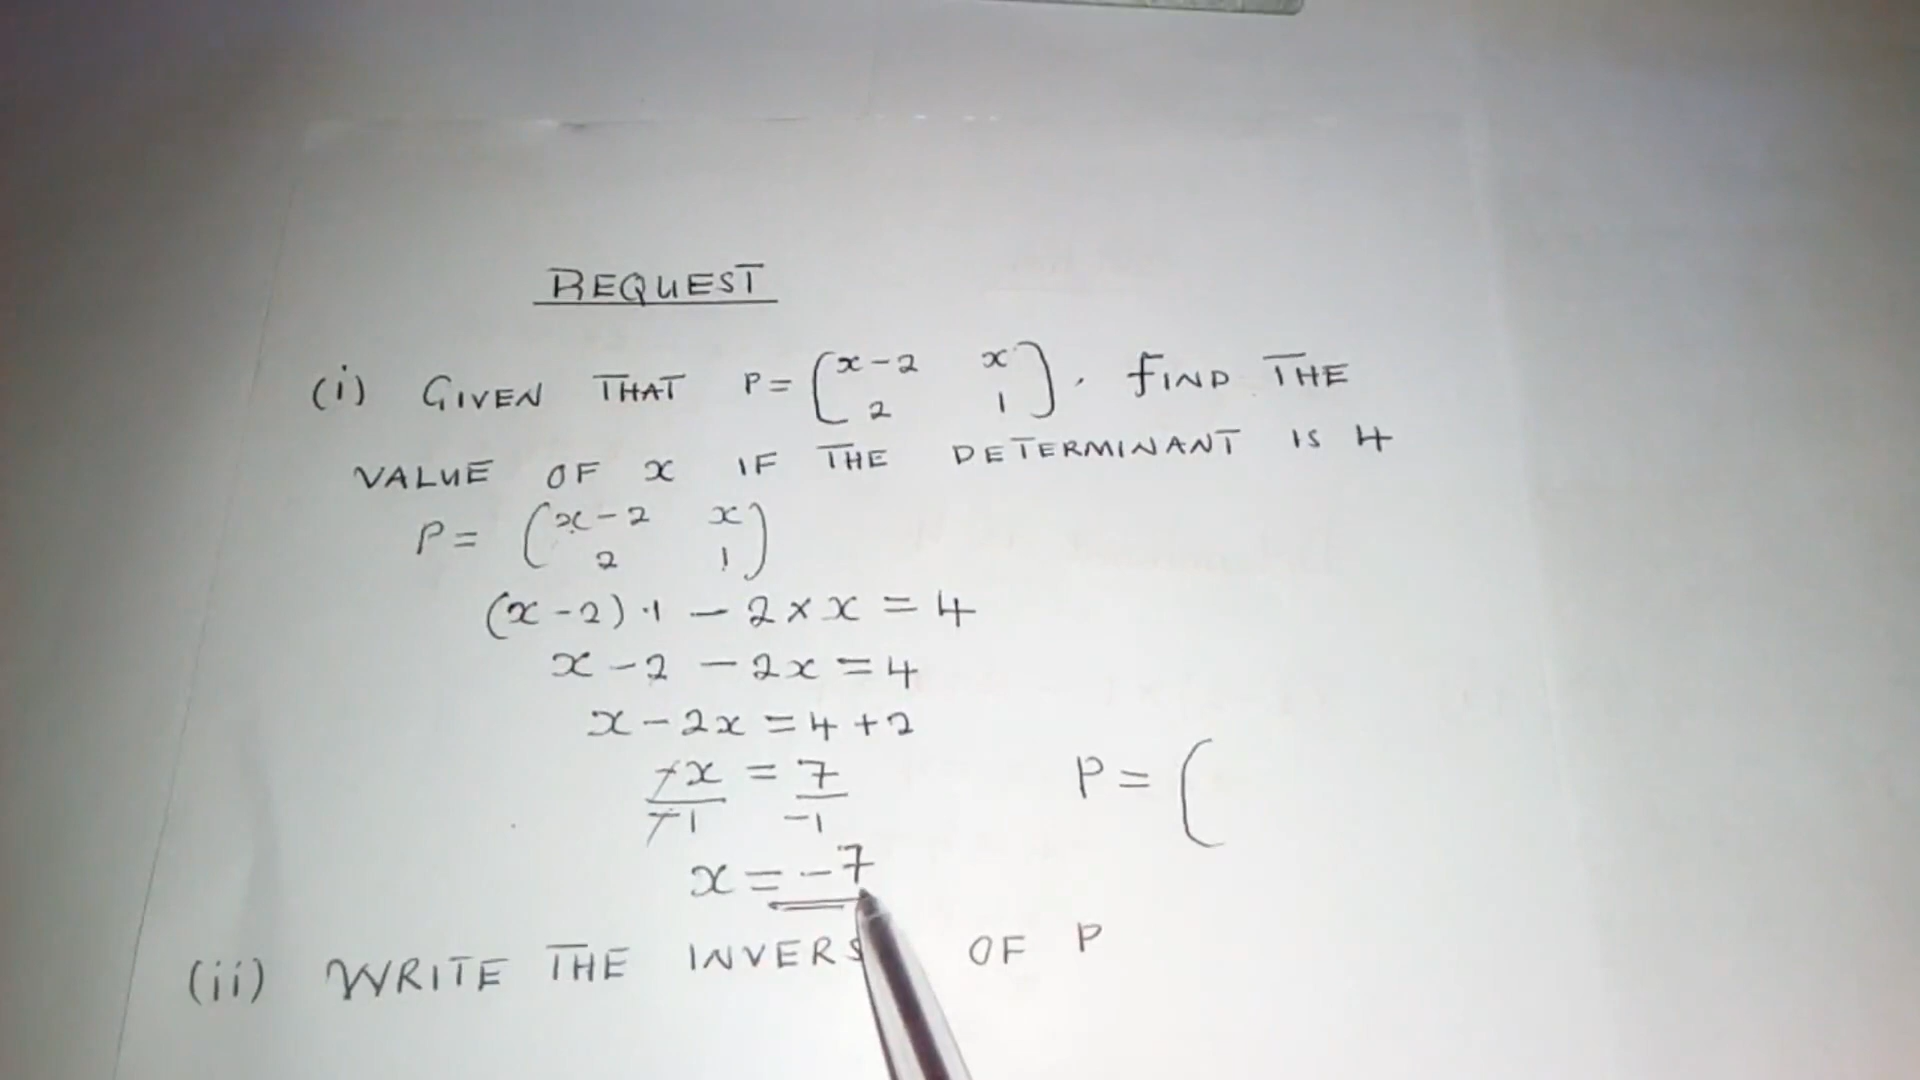 REQUEST
(i) GIVEN THAT P = (x-2 x
2 1), FIND THE
VALUE OF x IF THE DETERMINANT IS 4
P = (x-2 x
2 1)
(x-2)·1 - 2×x = 4
x - 2 - 2x = 4
x - 2x = 4 + 2
-x = 7
-1 -1
P = (
x = -7
(ii) WRITE THE INVERS OF P